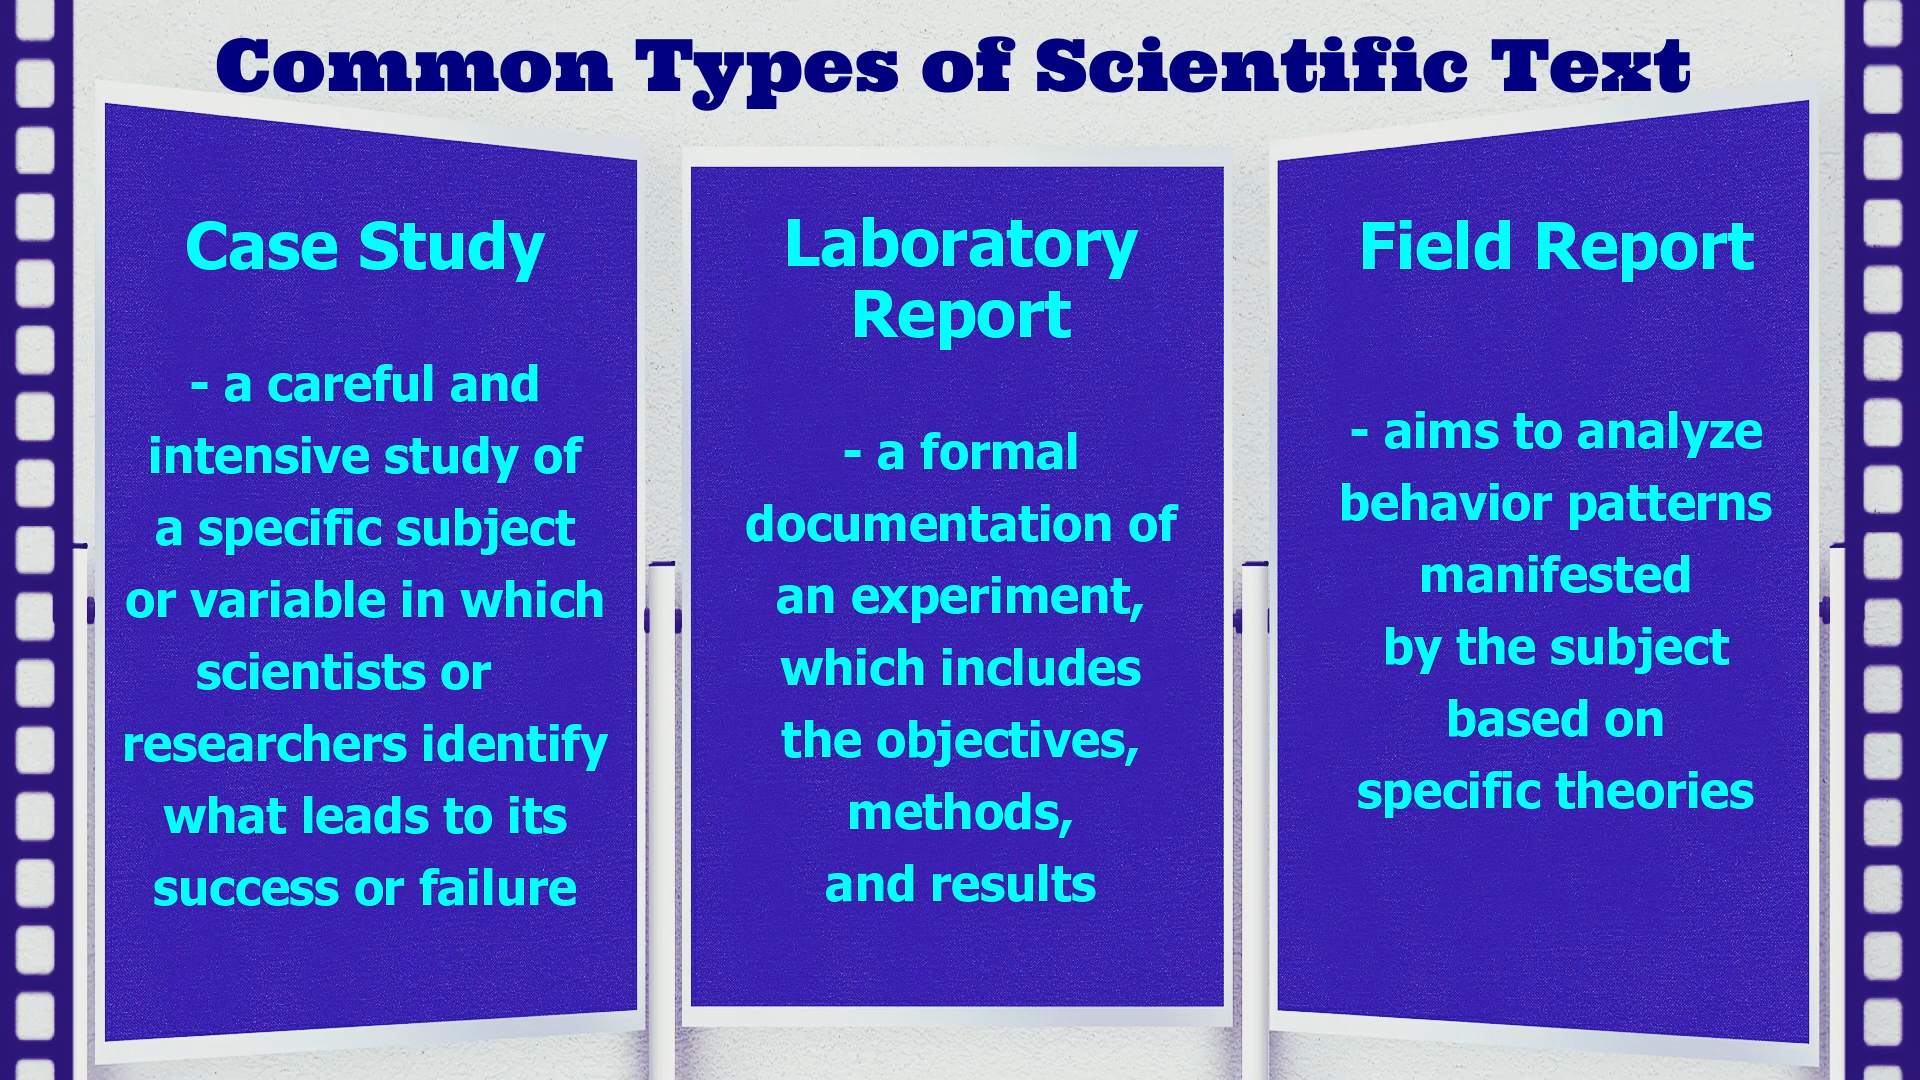 Common Types of Scientific Text
Case Study
- a careful and
intensive study of
a specific subject
or variable in which
scientists or
researchers identify
what leads to its
success or failure
Laboratory
Report
- a formal
documentation of
an experiment,
which includes
the objectives,
methods,
and results
Field Report
- aims to analyze
behavior patterns
manifested
by the subject
based on
specific theories